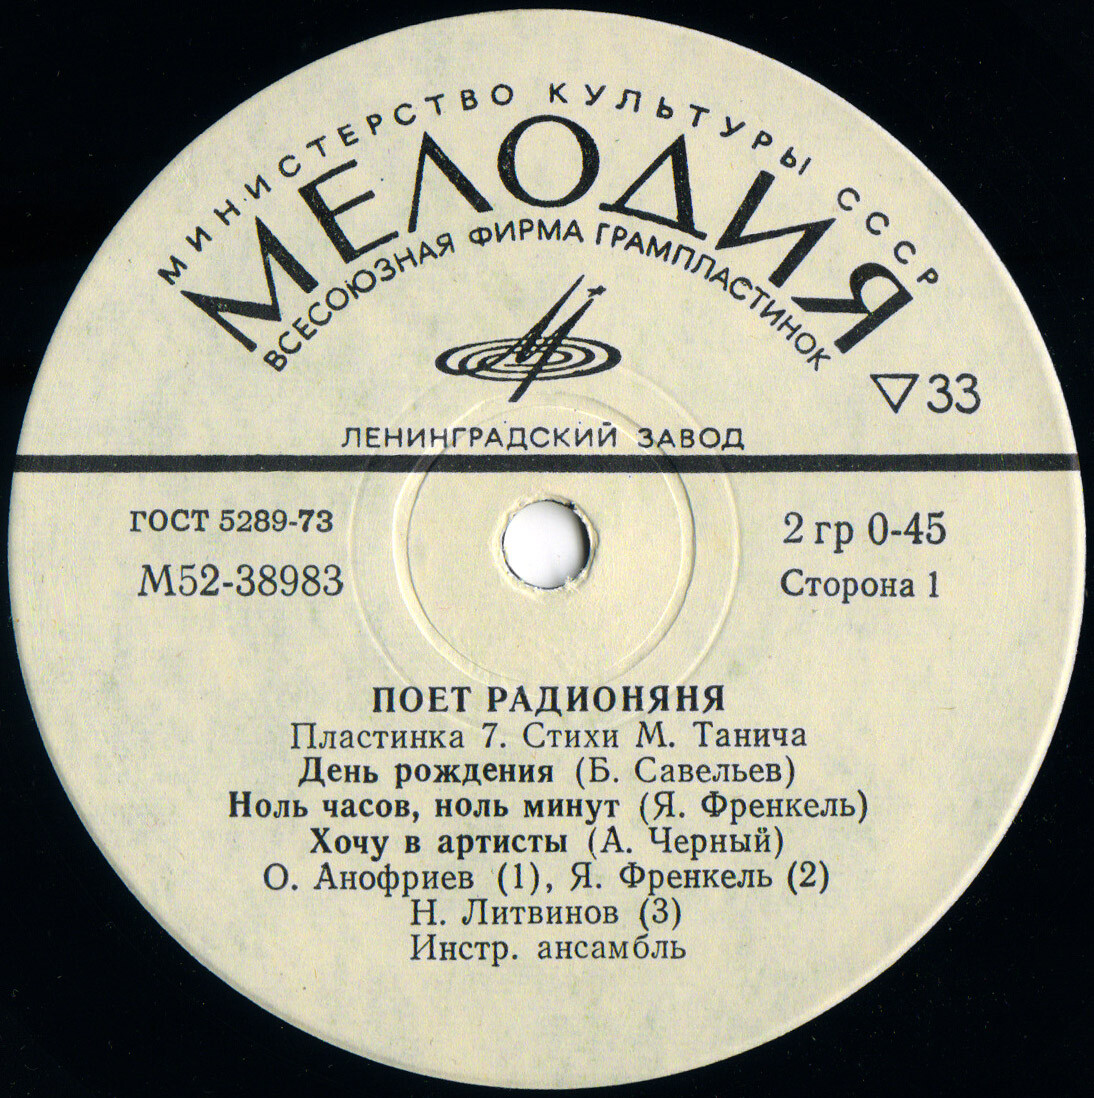 МИНИСТЕРСТВО КУЛЬТУРЫ СССР
МЕЛОДИЯ
ВСЕСОЮЗНАЯ ФИРМА ГРАМПЛАСТИНОК
▽33
ЛЕНИНГРАДСКИЙ ЗАВОД
ГОСТ 5289-73
2 гр 0-45
М52-38983
Сторона 1
ПОЕТ РАДИОНЯНЯ
Пластинка 7. Стихи М. Танича
День рождения (Б. Савельев)
Ноль часов, ноль минут (Я. Френкель)
Хочу в артисты (А. Черный)
О. Анофриев (1), Я. Френкель (2)
Н. Литвинов (3)
Инстр. ансамбль